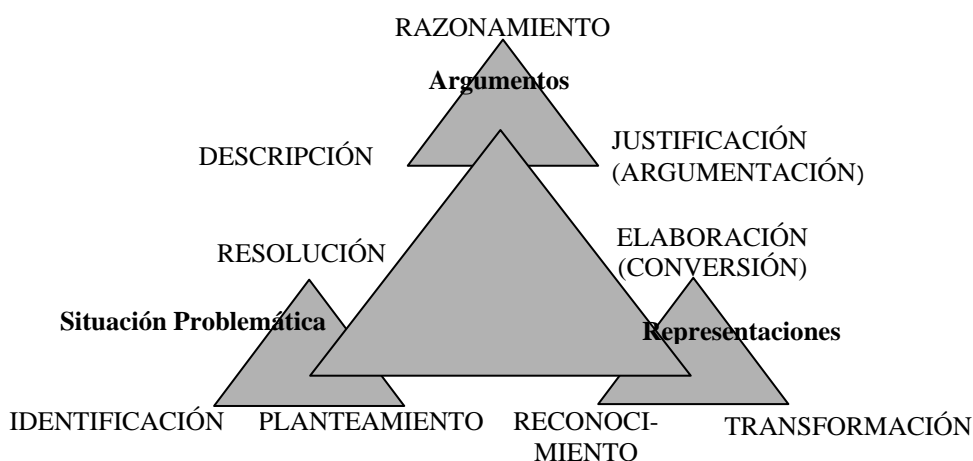 RAZONAMIENTO
Argumentos
DESCRIPCIÓN
JUSTIFICACIÓN
(ARGUMENTACIÓN)
RESOLUCIÓN
ELABORACIÓN
(CONVERSIÓN)
Situación Problemática
Representaciones
IDENTIFICACIÓN
PLANTEAMIENTO
RECONOCI-
MIENTO
TRANSFORMACIÓN